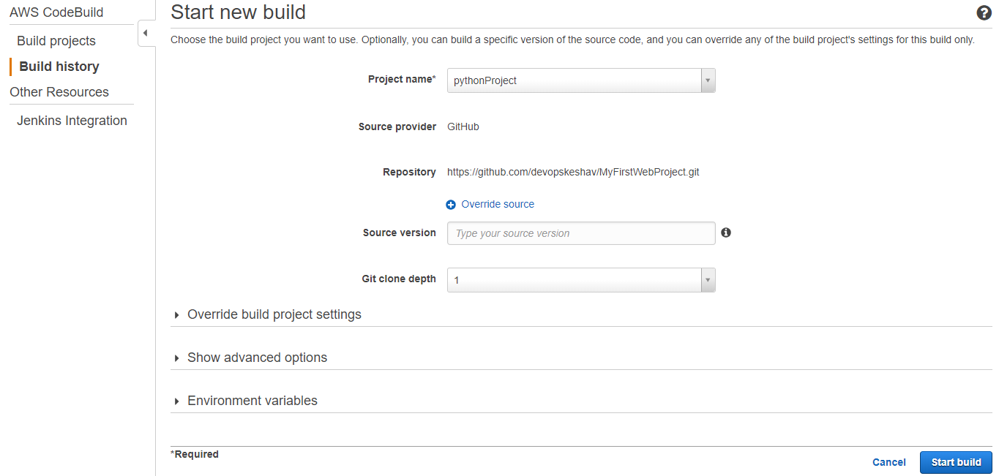 AWS CodeBuild
Build projects
Build history
Other Resources
Jenkins Integration
Start new build
Choose the build project you want to use. Optionally, you can build a specific version of the source code, and you can override any of the build project's settings for this build only.
Project name* pythonProject
Source provider GitHub
Repository https://github.com/devopskeshav/MyFirstWebProject.git
Override source
Source version Type your source version
Git clone depth 1
Override build project settings
Show advanced options
Environment variables
*Required
Cancel Start build